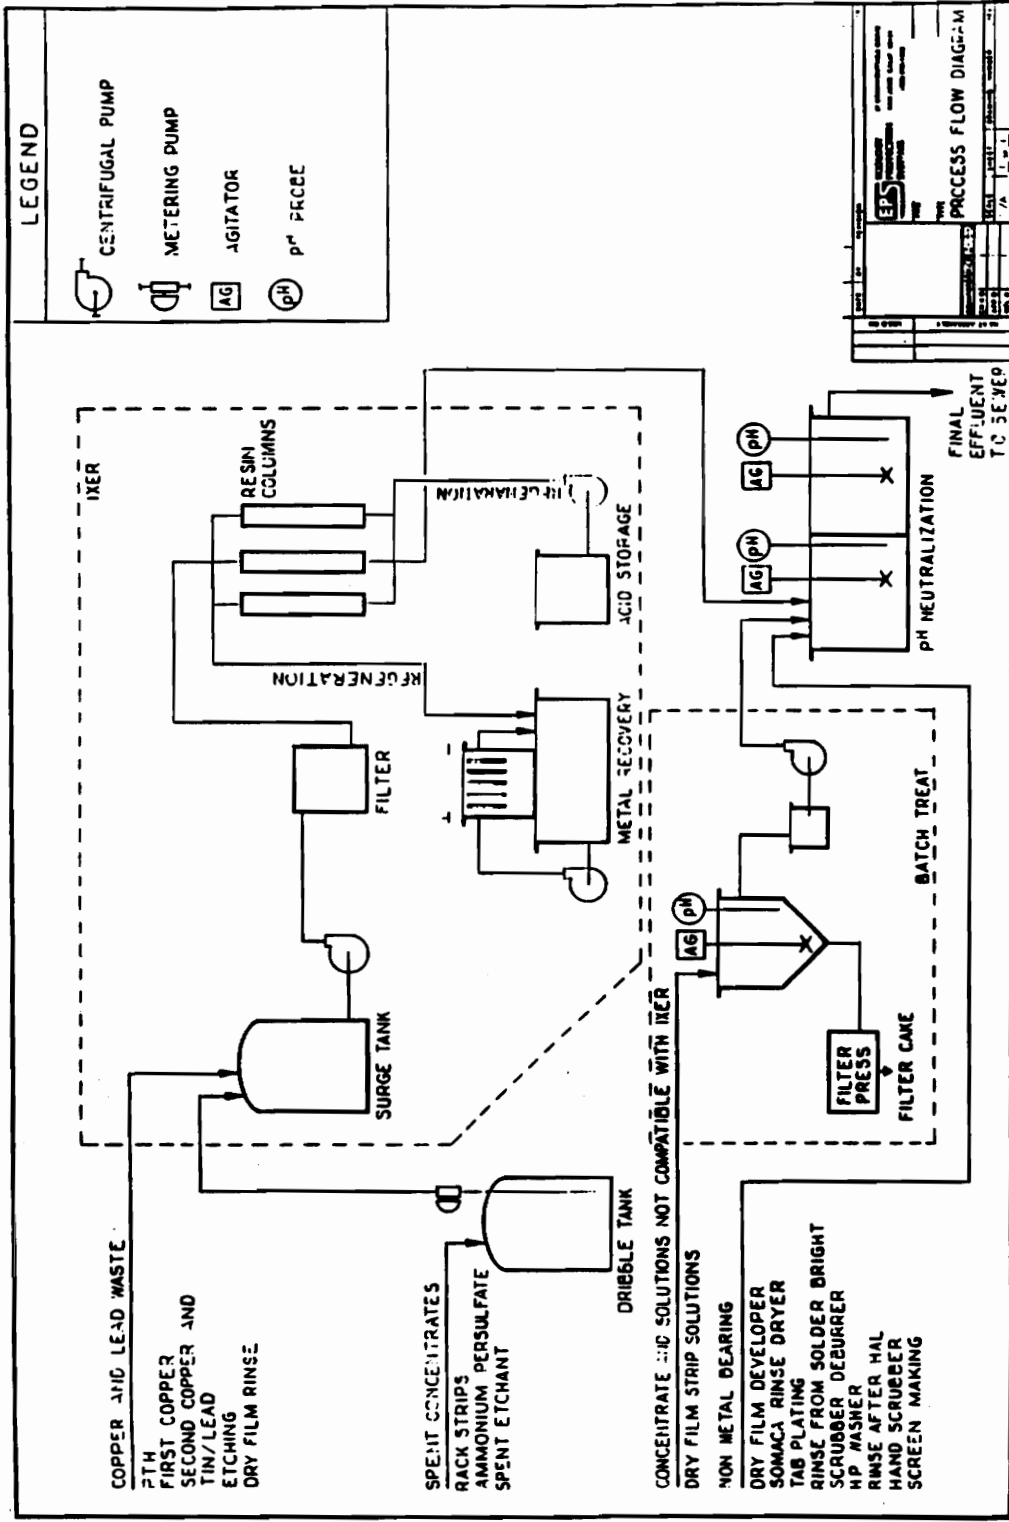 LEGEND
CENTRIFUGAL PUMP
METERING PUMP
AG
AGITATOR
pH
pH PROBE
IXER
RESIN
COLUMNS
REGENERATION
REGENARATION
FILTER
SURGE TANK
METAL RECOVERY
ACID STORAGE
COPPER AND LEAD WASTE
PTH
FIRST COPPER
SECOND COPPER AND
TIN/LEAD
ETCHING
DRY FILM RINSE
SPENT CONCENTRATES
RACK STRIPS
AMMONIUM PERSULFATE
SPENT ETCHANT
DRIBBLE TANK
CONCENTRATE AND SOLUTIONS NOT COMPATIBLE WITH IXER
DRY FILM STRIP SOLUTIONS
NON METAL BEARING
DRY FILM DEVELOPER
SOMACA RINSE DRYER
TAB PLATING
RINSE FROM SOLDER BRIGHT
SCRUBBER DEBURRER
HP WASHER
RINSE AFTER HAL
HAND SCRUBBER
SCREEN MAKING
AG
pH
FILTER
PRESS
FILTER CAKE
BATCH TREAT
AG
pH
AG
pH
pH NEUTRALIZATION
FINAL
EFFLUENT
TO SEWER
EPS
PROCESS FLOW DIAGRAM